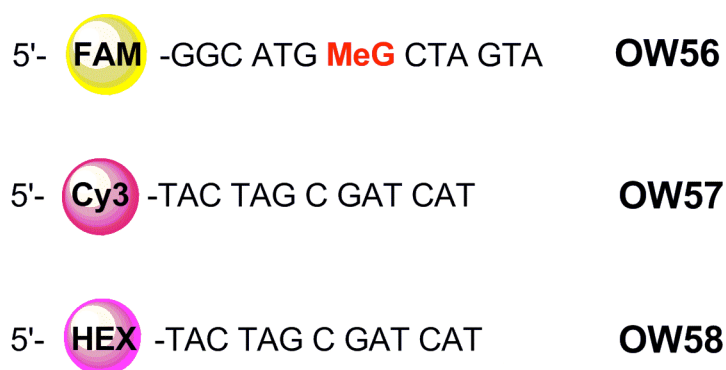 5'- FAM -GGC ATG MeG CTA GTA OW56
5'- Cy3 -TAC TAG C GAT CAT OW57
5'- HEX -TAC TAG C GAT CAT OW58